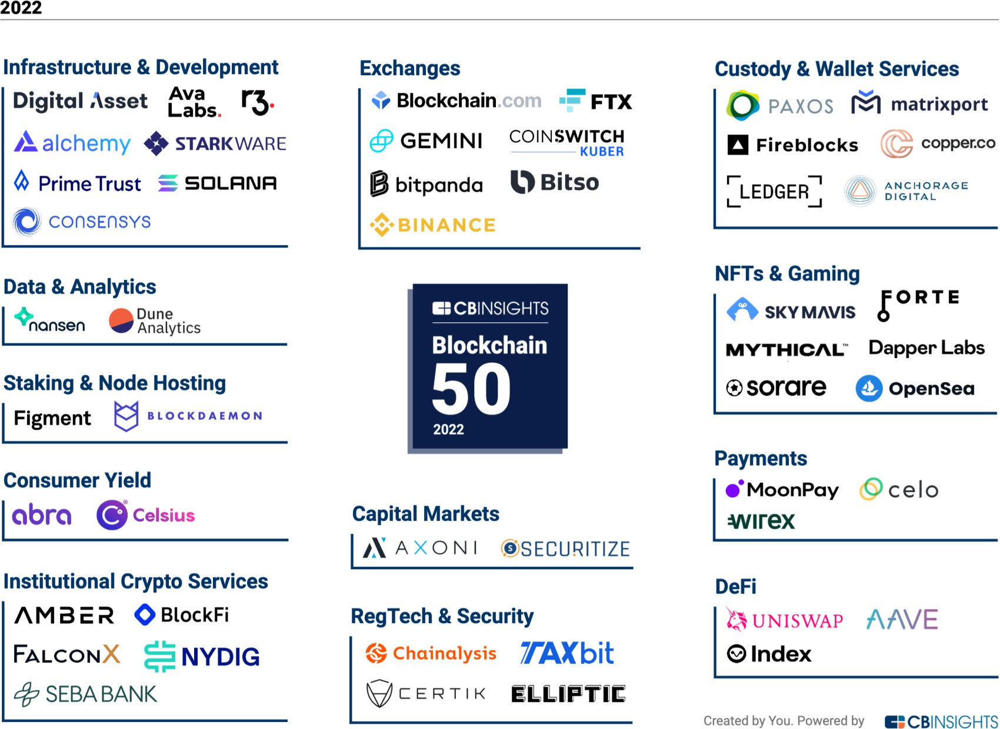 2022
Infrastructure & Development
Digital Asset
Ava
Labs.
r3.
alchemy
STARKWARE
Prime Trust
SOLANA
CONSENSYS
Data & Analytics
nansen
Dune
Analytics
Staking & Node Hosting
Figment
BLOCKDAEMON
Consumer Yield
abra
Celsius®
Institutional Crypto Services
AMBER
BlockFi
FALCONX
NYDIG
SEBA BANK
Exchanges
Blockchain.com
FTX
GEMINI
COINSWITCH
KUBER
bitpanda
Bitso
BINANCE
CBINSIGHTS
Blockchain
50
2022
Capital Markets
AXONI
S
SECURITIZE
RegTech & Security
Chainalysis
TAXbit
CERTIK
ELLIPTIC
Custody & Wallet Services
PAXOS
matrixport
Fireblocks
copper.co
LEDGER
ANCHORAGE
DIGITAL
NFTs & Gaming
SKY MAVIS
FORTE
MYTHICAL™
Dapper Labs
sorare
OpenSea
Payments
MoonPay
celo
wirex
DeFi
UNISWAP
AAVE
Index
Created by You. Powered by
CBINSIGHTS